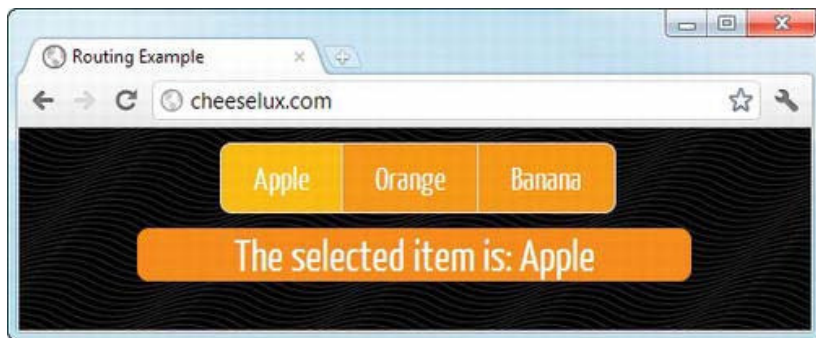 Routing Example
cheeselux.com
Apple Orange Banana
The selected item is: Apple